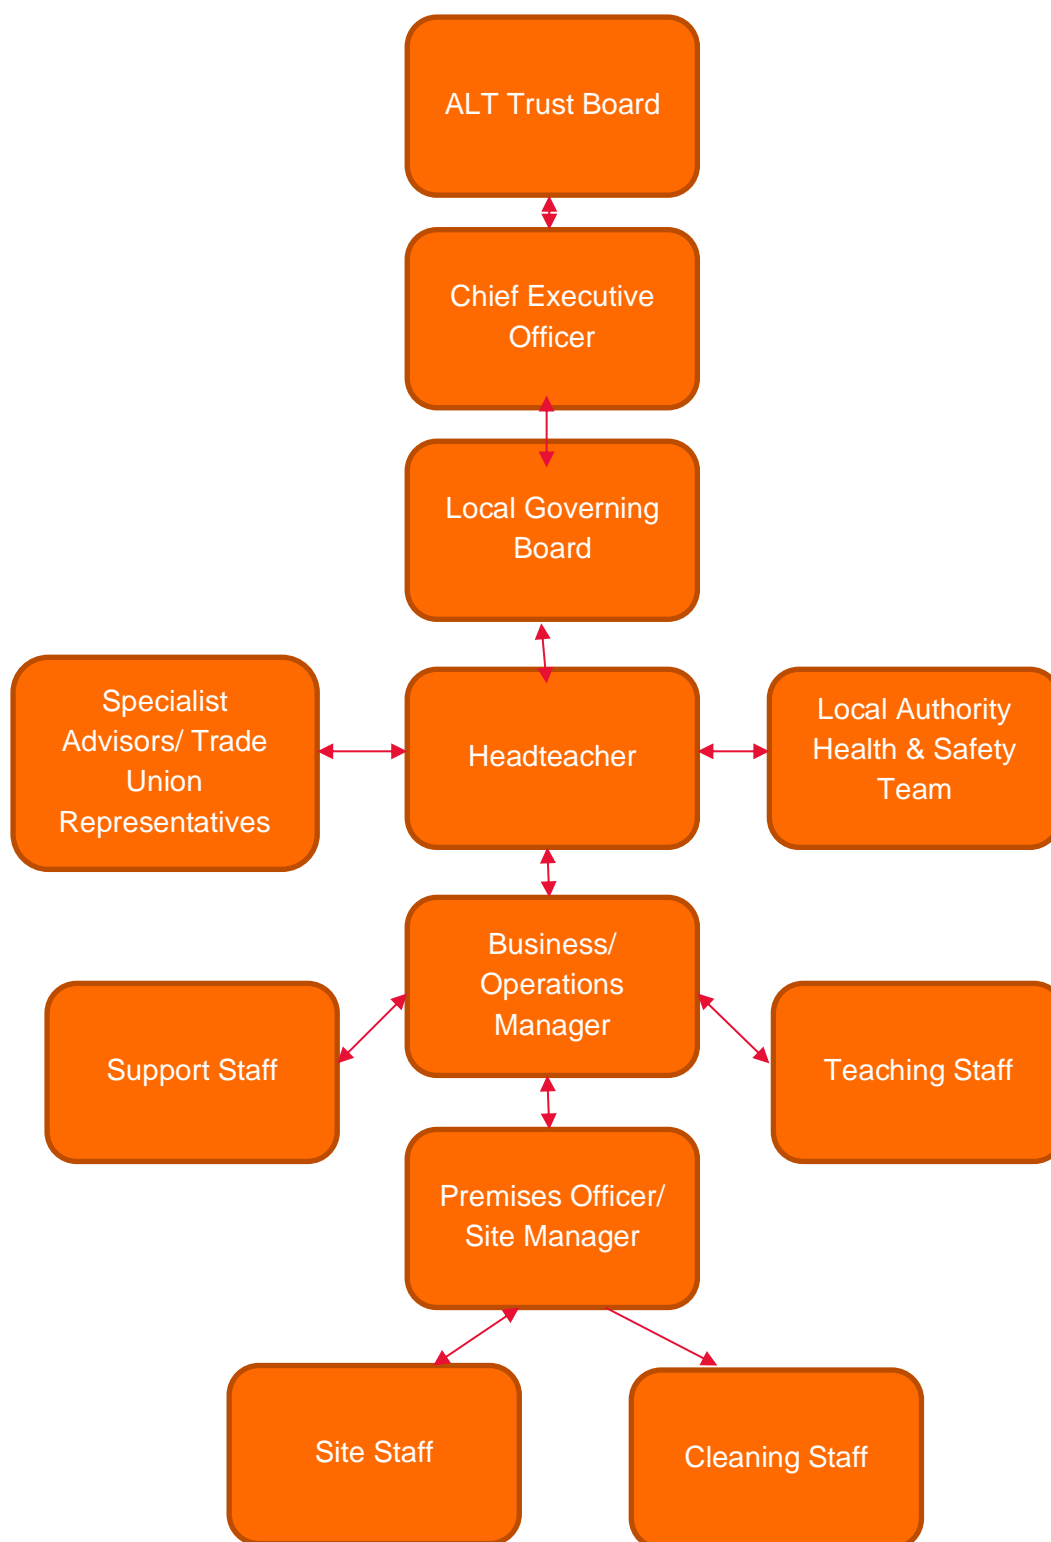 ALT Trust Board
Chief Executive
Officer
Local Governing
Board
Specialist
Advisors/ Trade
Union
Representatives
Headteacher
Local Authority
Health & Safety
Team
Business/
Operations
Manager
Support Staff
Teaching Staff
Premises Officer/
Site Manager
Site Staff
Cleaning Staff